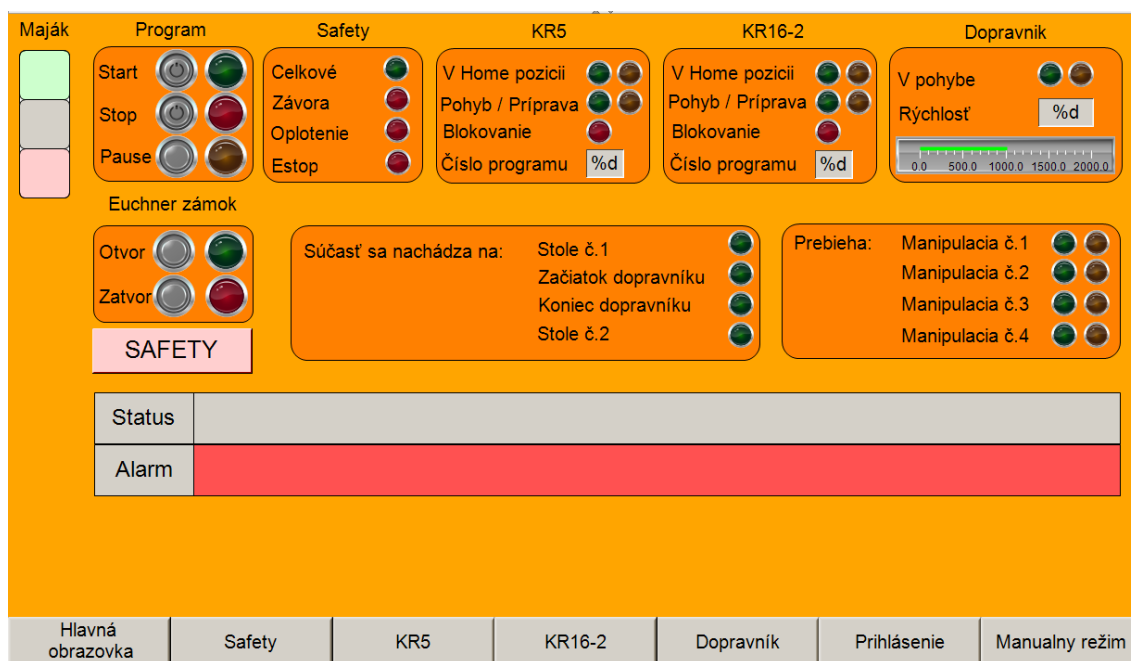 Maják
Program
Safety
KR5
KR16-2
Dopravnik
Start
Stop
Pause
Celkové
Závora
Oplotenie
Estop
V Home pozicii
Pohyb / Príprava
Blokovanie
Číslo programu %d
V Home pozicii
Pohyb / Príprava
Blokovanie
Číslo programu %d
V pohybe
Rýchlosť %d
0.0 500.0 1000.0 1500.0 2000.0
Euchner zámok
Otvor
Zatvor
SAFETY
Súčasť sa nachádza na: Stole č.1
Začiatok dopravníku
Koniec dopravníku
Stole č.2
Prebieha: Manipulacia č.1
Manipulacia č.2
Manipulacia č.3
Manipulacia č.4
Status
Alarm
Hlavná
obrazovka
Safety
KR5
KR16-2
Dopravník
Prihlásenie
Manualny režim